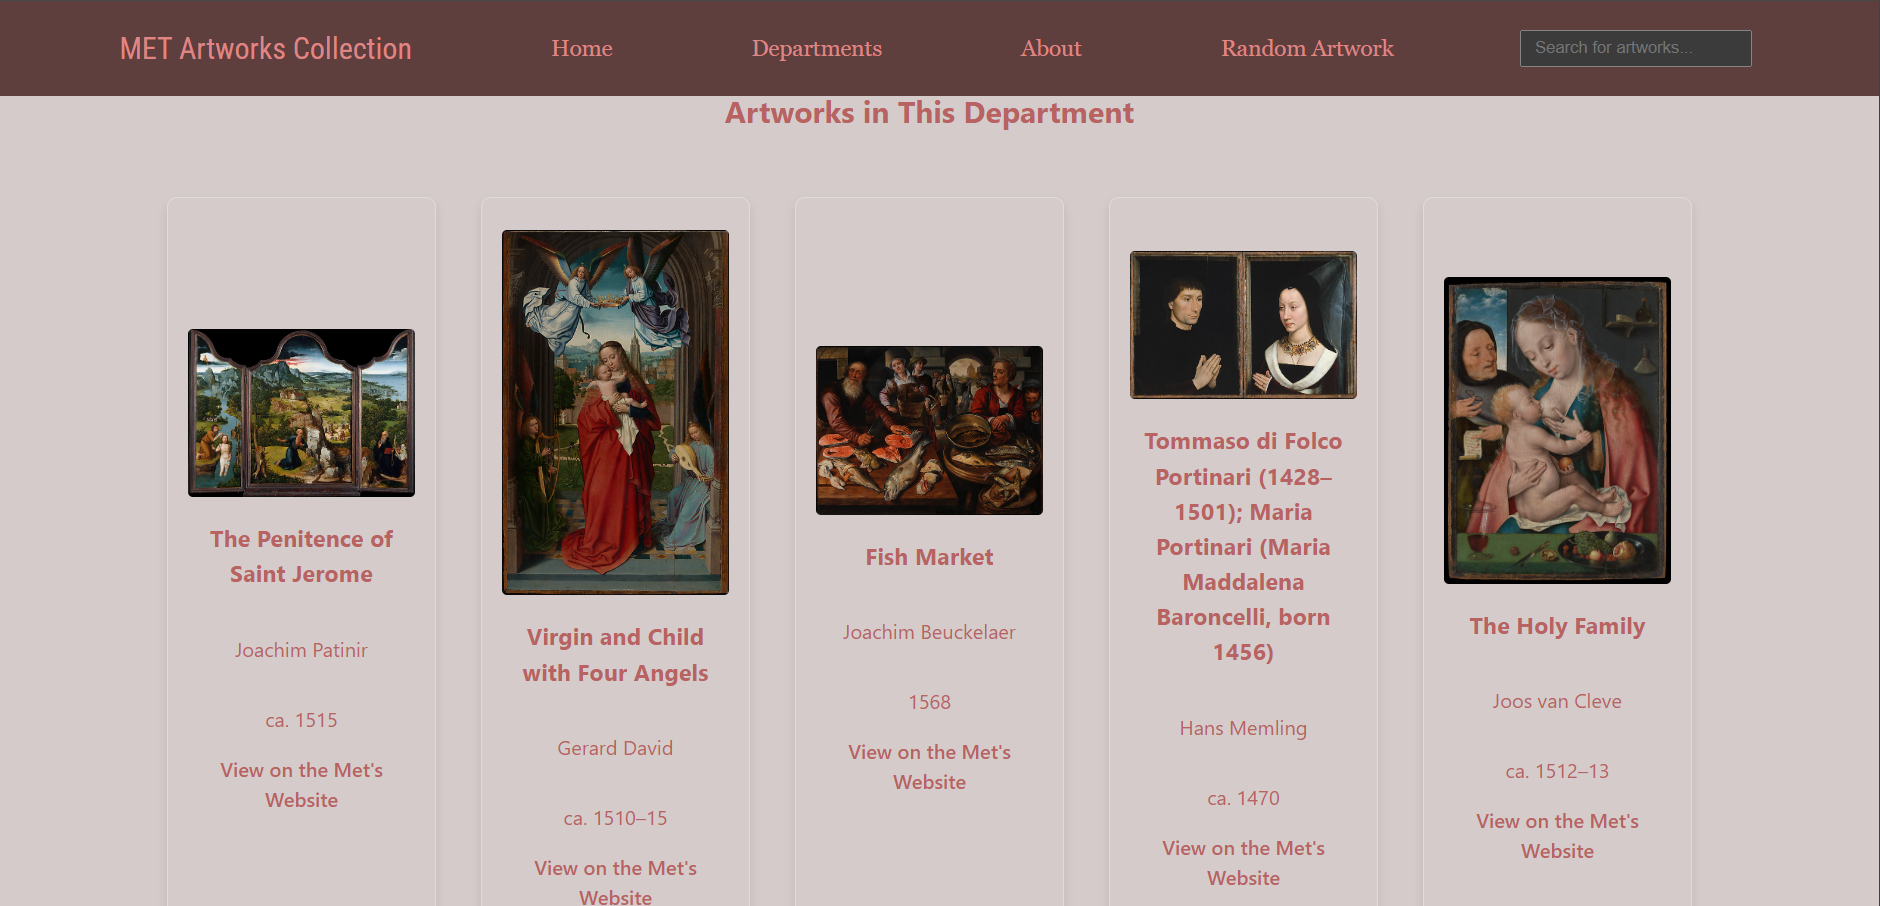 MET Artworks Collection
Home
Departments
About
Random Artwork
Search for artworks...
Artworks in This Department
The Penitence of
Saint Jerome
Joachim Patinir
ca. 1515
View on the Met's
Website
Virgin and Child
with Four Angels
Gerard David
ca. 1510–15
View on the Met's
Website
Fish Market
Joachim Beuckelaer
1568
View on the Met's
Website
Tommaso di Folco
Portinari (1428–
1501); Maria
Portinari (Maria
Maddalena
Baroncelli, born
1456)
Hans Memling
ca. 1470
View on the Met's
Website
The Holy Family
Joos van Cleve
ca. 1512–13
View on the Met's
Website